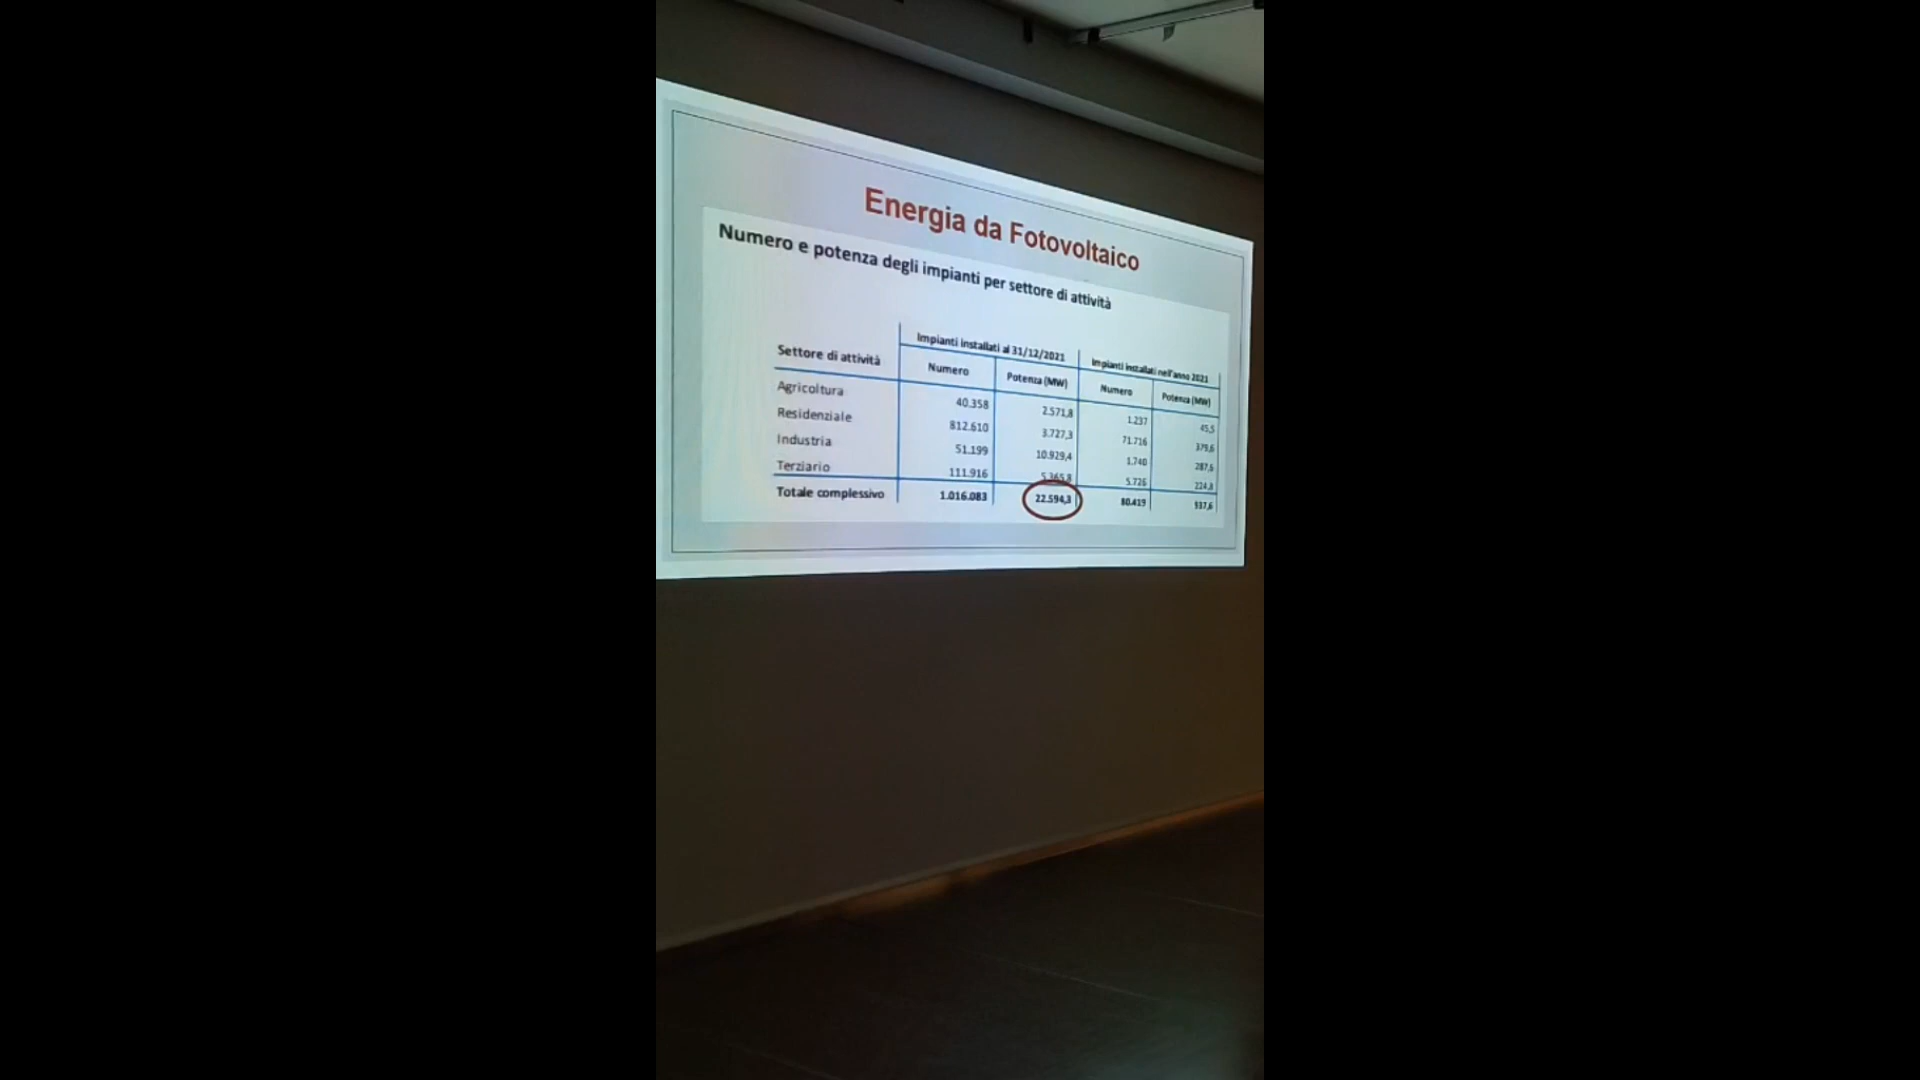 Energia da Fotovoltaico
Numero e potenza degli impianti per settore di attività
Settore di attività Impianti installati al 31/12/2021 Impianti installati nell'anno 2021
Numero Potenza (MW) Numero Potenza (MW)
Agricoltura 40.358 2.571,8 1.237 45,5
Residenziale 812.610 3.727,3 71.716 379,6
Industria 51.199 10.929,4 1.740 287,6
Terziario 111.916 5.365,8 5.726 224,8
Totale complessivo 1.016.083 22.594,3 80.419 937,6